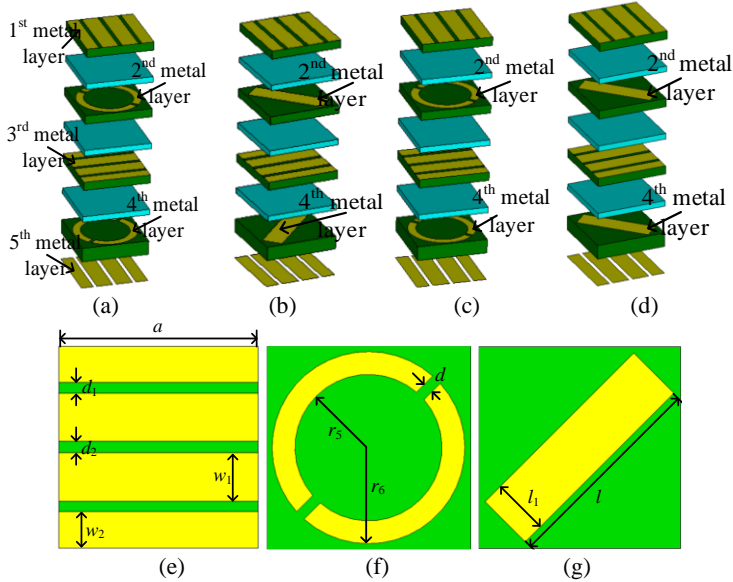 1st metal
layer
2nd metal
layer
3rd metal
layer
4th metal
layer
5th metal
layer
2nd metal
layer
4th metal
layer
2nd metal
layer
4th metal
layer
2nd metal
layer
4th metal
layer
(a)
(b)
(c)
(d)
a
d1
d2
w1
w2
d
r5
r6
l1
l
(e)
(f)
(g)